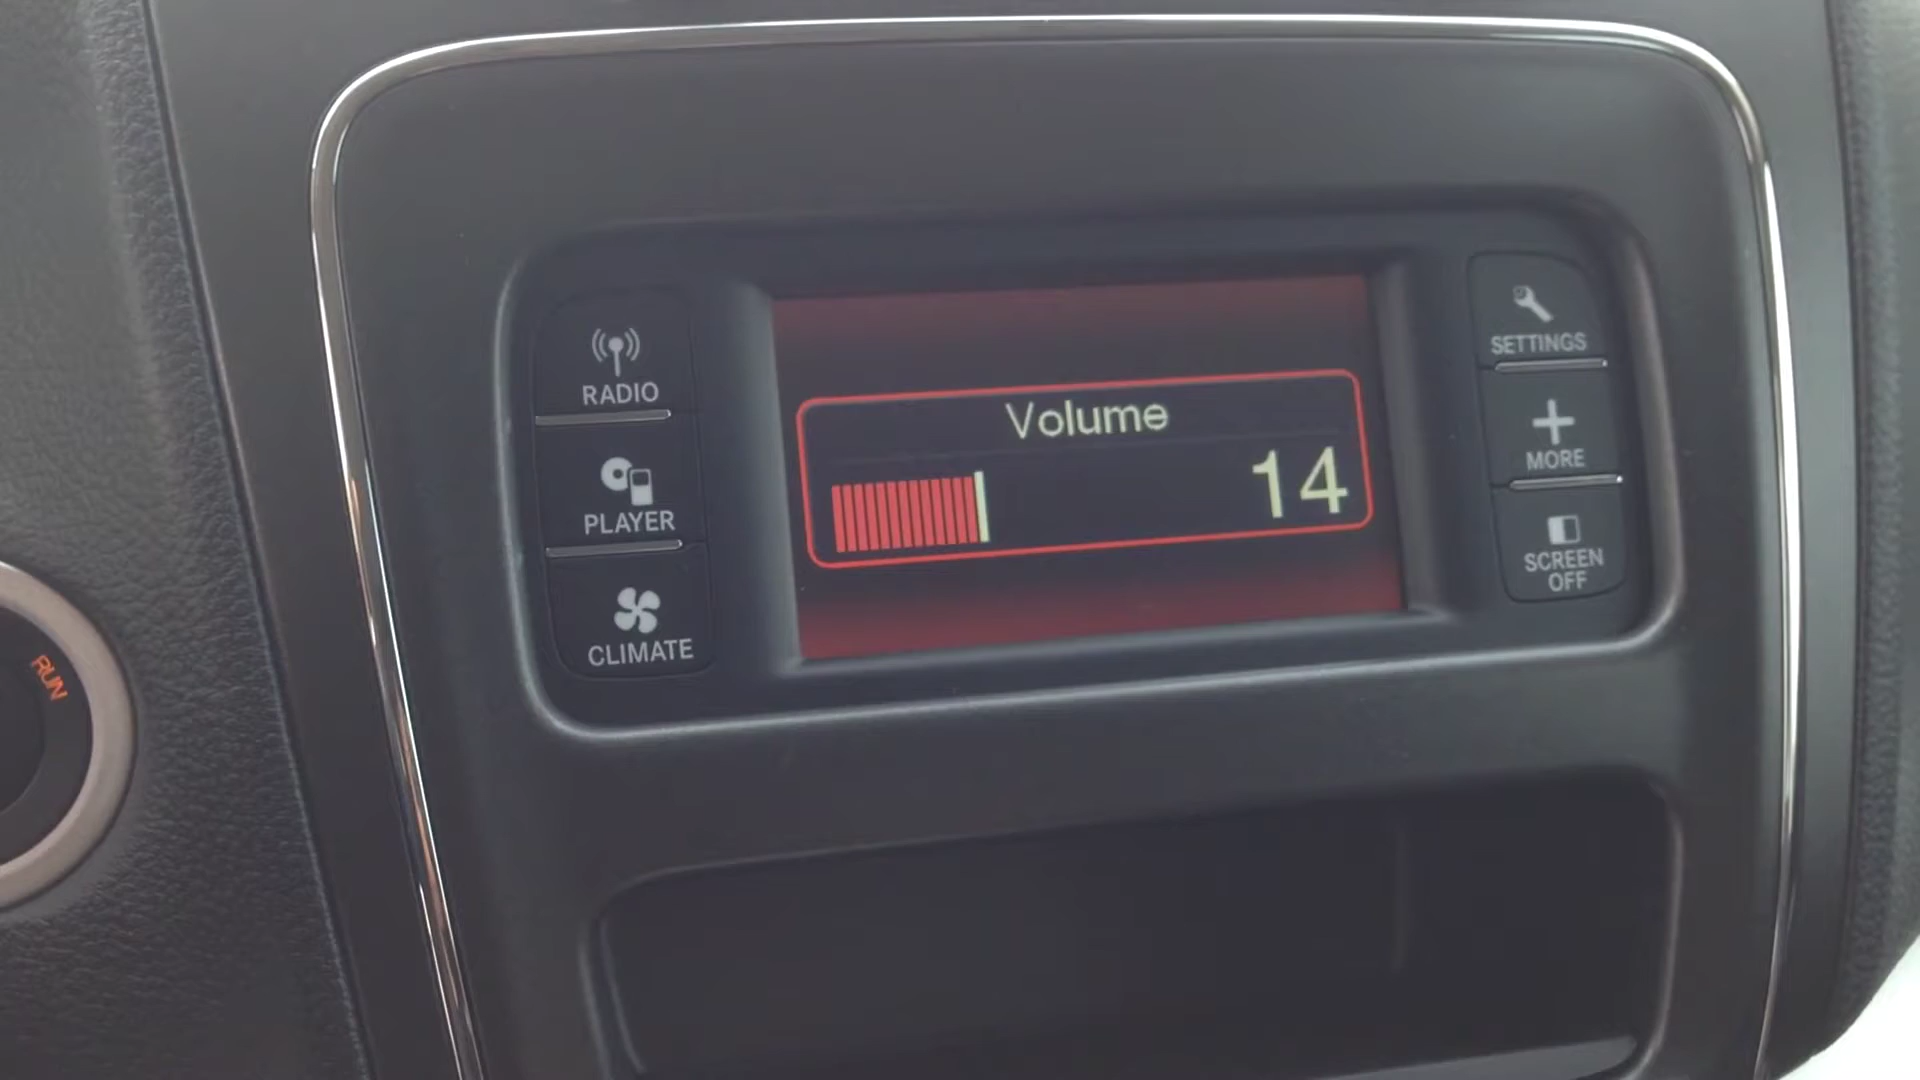 RADIO
PLAYER
CLIMATE
Volume
14
SETTINGS
MORE
SCREEN
OFF
RUN